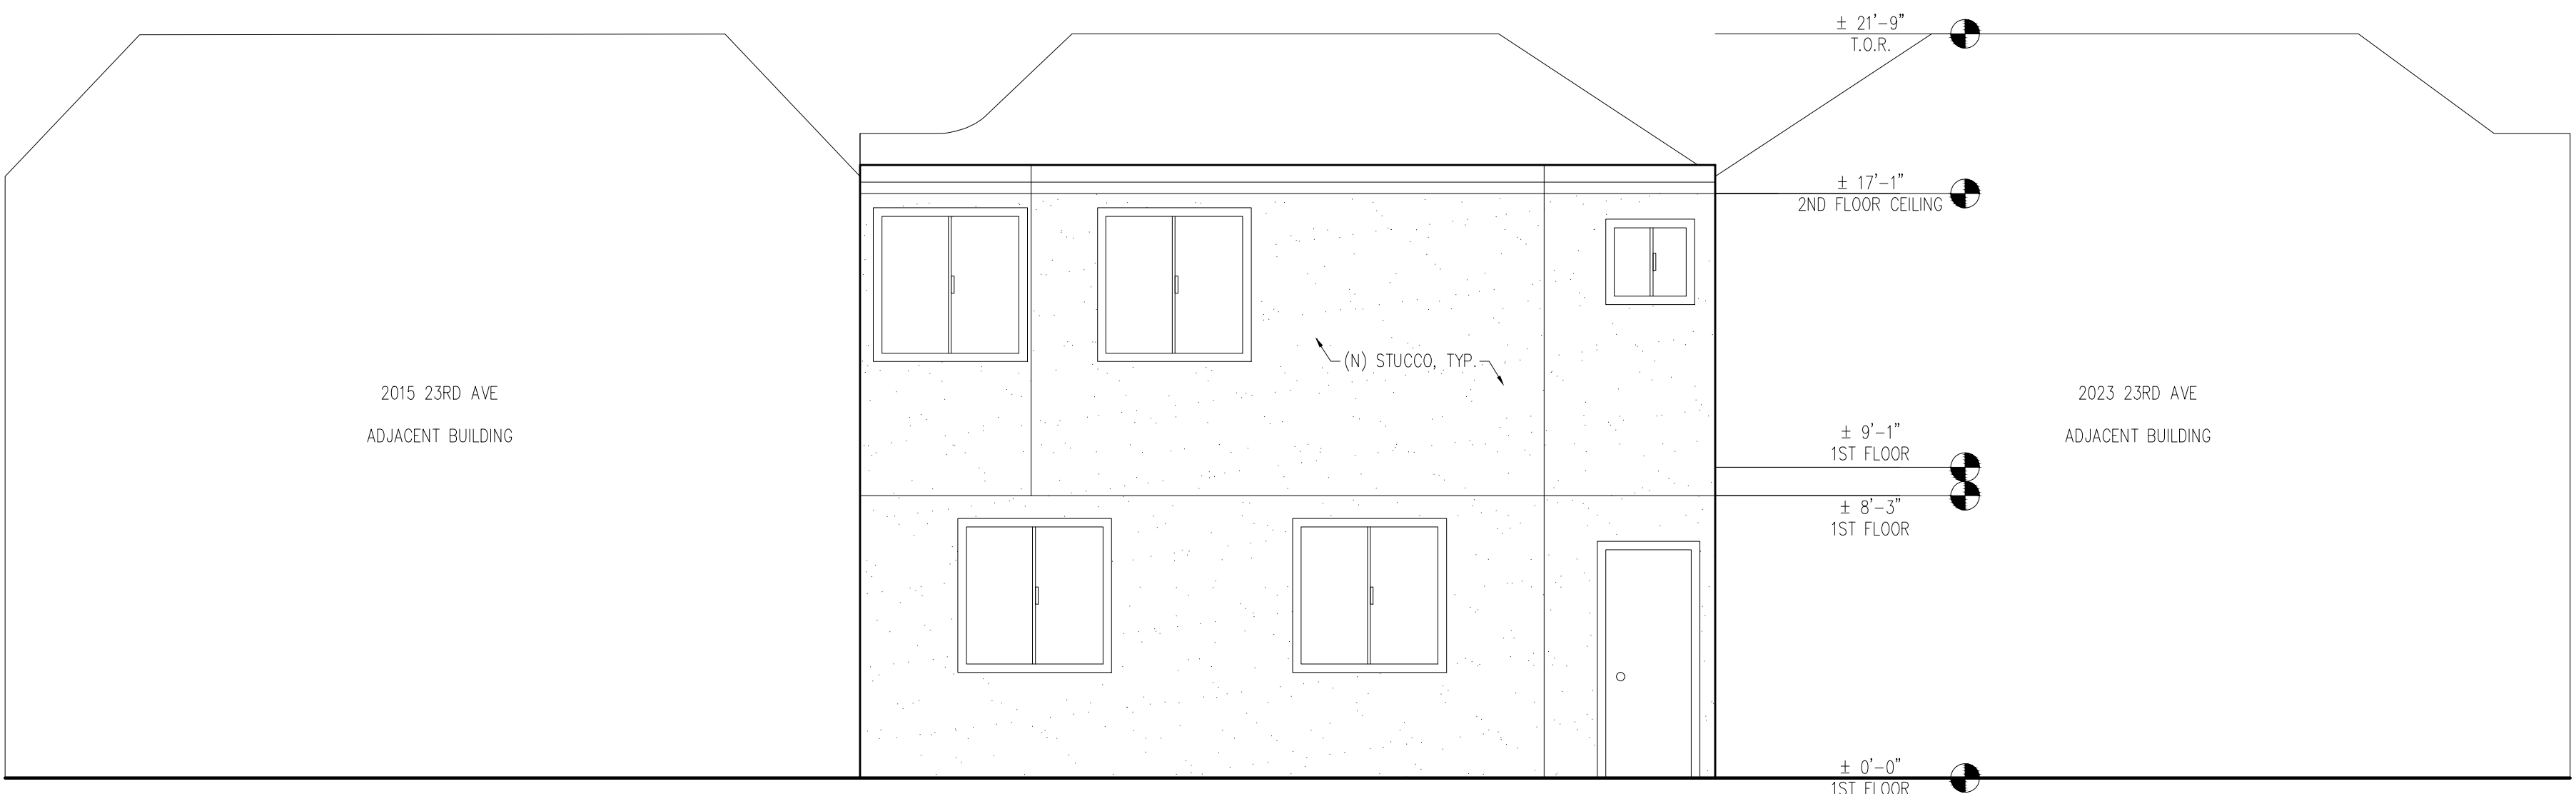 ± 21'-9"
T.O.R.
± 17'-1"
2ND FLOOR CEILING
(N) STUCCO, TYP.
2015 23RD AVE
ADJACENT BUILDING
2023 23RD AVE
ADJACENT BUILDING
± 9'-1"
1ST FLOOR
± 8'-3"
1ST FLOOR
± 0'-0"
1ST FLOOR